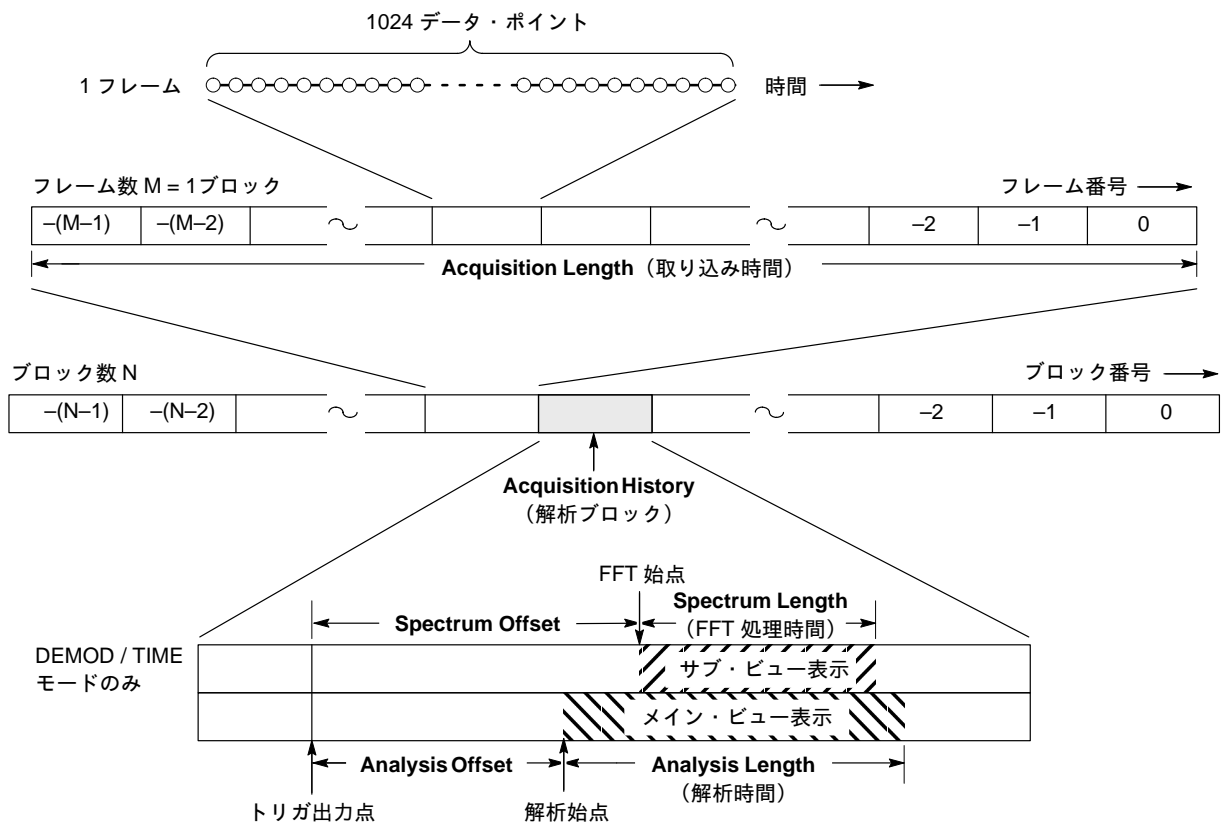 1024 データ・ポイント
1 フレーム
時間
フレーム数 M = 1ブロック
フレーム番号
–(M–1) –(M–2) –2 –1 0
Acquisition Length（取り込み時間）
ブロック数 N
ブロック番号
–(N–1) –(N–2) –2 –1 0
Acquisition History
（解析ブロック）
FFT 始点
Spectrum Offset
Spectrum Length
（FFT 処理時間）
DEMOD / TIME
モードのみ
サブ・ビュー表示
メイン・ビュー表示
Analysis Offset
Analysis Length
（解析時間）
トリガ出力点
解析始点